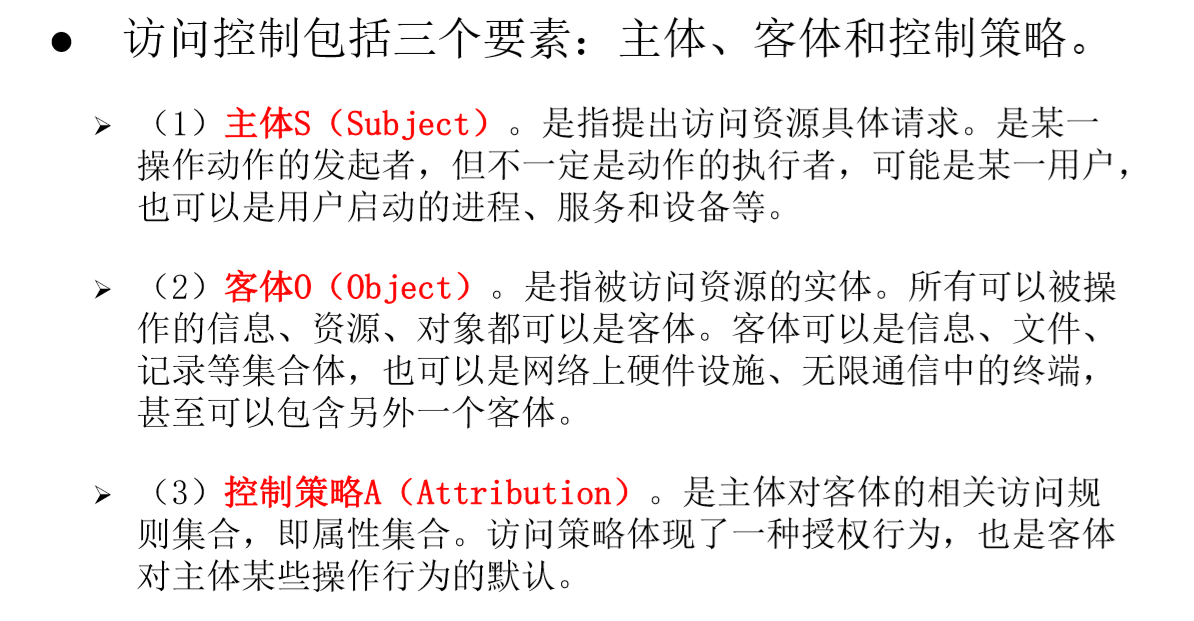 ● 访问控制包括三个要素：主体、客体和控制策略。
➢ （1）主体S（Subject）。是指提出访问资源具体请求。是某一
操作动作的发起者，但不一定是动作的执行者，可能是某一用户，
也可以是用户启动的进程、服务和设备等。
➢ （2）客体O（Object）。是指被访问资源的实体。所有可以被操
作的信息、资源、对象都可以是客体。客体可以是信息、文件、
记录等集合体，也可以是网络上硬件设施、无限通信中的终端，
甚至可以包含另外一个客体。
➢ （3）控制策略A（Attribution）。是主体对客体的相关访问规
则集合，即属性集合。访问策略体现了一种授权行为，也是客体
对主体某些操作行为的默认。